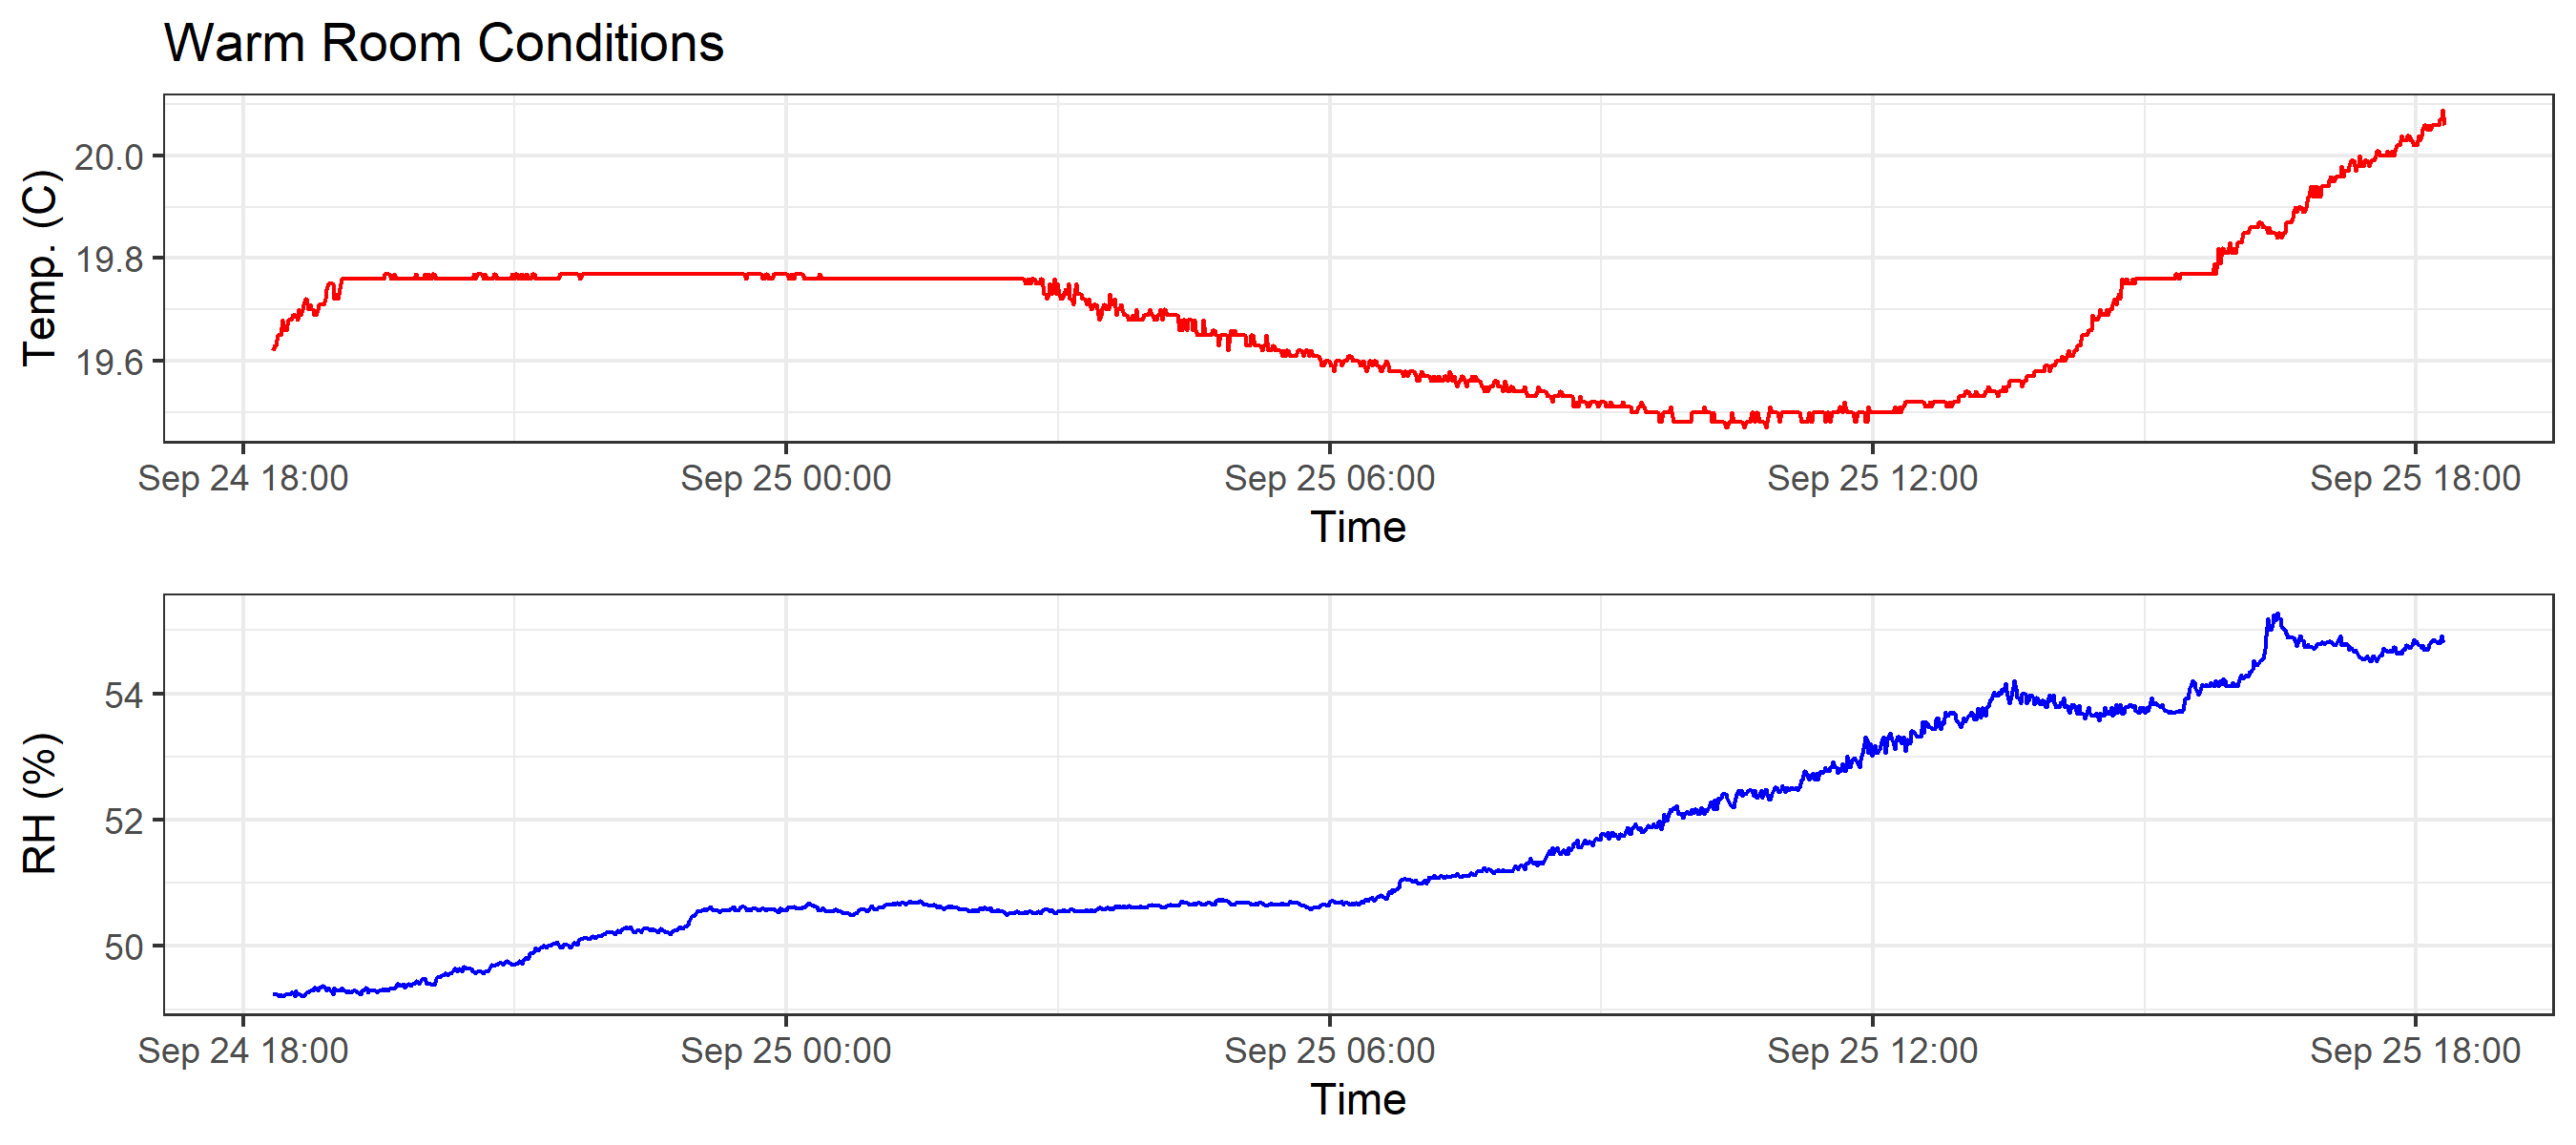 Warm Room Conditions
Temp. (C)
20.0
19.8
19.6
Sep 24 18:00 Sep 25 00:00 Sep 25 06:00 Sep 25 12:00 Sep 25 18:00
Time
RH (%)
54
52
50
Sep 24 18:00 Sep 25 00:00 Sep 25 06:00 Sep 25 12:00 Sep 25 18:00
Time